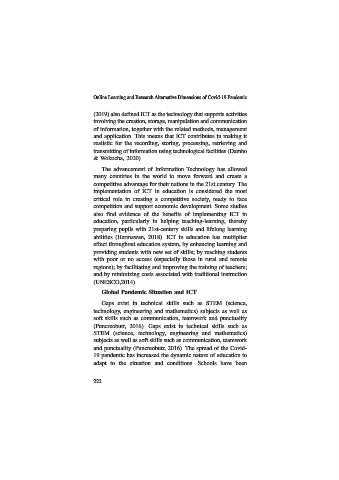 Online Learning and Research Alternative Dimensions of Covid-19 Pandemic
(2019) also defined ICT as the technology that supports activities
involving the creation, storage, manipulation and communication
of information, together with the related methods, management
and application. This means that ICT contributes in making it
realistic for the recording, storing, processing, retrieving and
transmitting of information using technological facilities (Dambo
& Wokocha, 2020)
The advancement of Information Technology has allowed
many countries in the world to move forward and create a
competitive advantage for their nations in the 21st century. The
implementation of ICT in education is considered the most
critical role in creating a competitive society, ready to face
competition and support economic development. Some studies
also find evidence of the benefits of implementing ICT in
education, particularly in helping teaching-learning, thereby
preparing pupils with 21st-century skills and lifelong learning
abilities (Hernawan, 2018). ICT in education has multiplier
effect throughout education system, by enhancing learning and
providing students with new set of skills; by reaching students
with poor or no access (especially those in rural and remote
regions); by facilitating and improving the training of teachers;
and by minimizing costs associated with traditional instruction
(UNESCO,2014)
Global Pandemic Situation and ICT
Gaps exist in technical skills such as STEM (science,
technology, engineering and mathematics) subjects as well as
soft skills such as communication, teamwork and punctuality
(Penceobter, 2016). Gaps exist in technical skills such as
STEM (science, technology, engineering and mathematics)
subjects as well as soft skills such as communication, teamwork
and punctuality (Penceobter, 2016). The spread of the Covid-
19 pandemic has increased the dynamic nature of education to
adapt to the situation and conditions. Schools have been
222